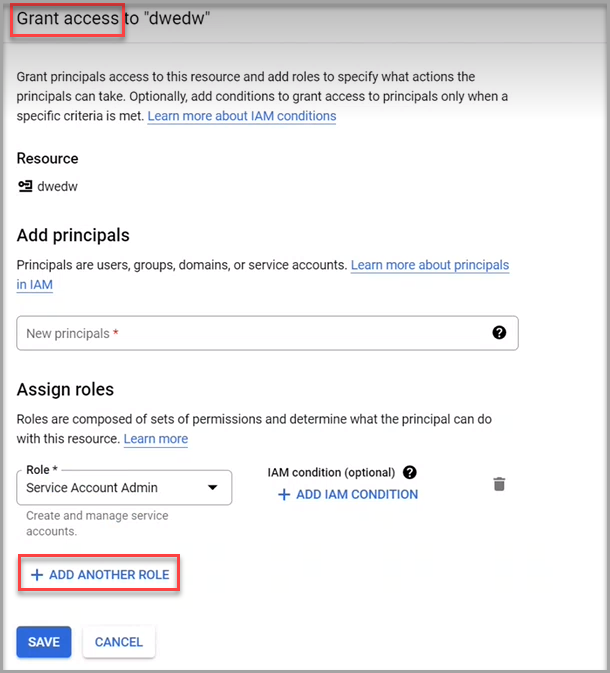 Grant access to "dwedw"
Grant principals access to this resource and add roles to specify what actions the
principals can take. Optionally, add conditions to grant access to principals only when a
specific criteria is met. Learn more about IAM conditions
Resource
dwedw
Add principals
Principals are users, groups, domains, or service accounts. Learn more about principals
in IAM
New principals *
Assign roles
Roles are composed of sets of permissions and determine what the principal can do
with this resource. Learn more
Role *
Service Account Admin
IAM condition (optional)
+ ADD IAM CONDITION
Create and manage service
accounts.
+ ADD ANOTHER ROLE
SAVE
CANCEL